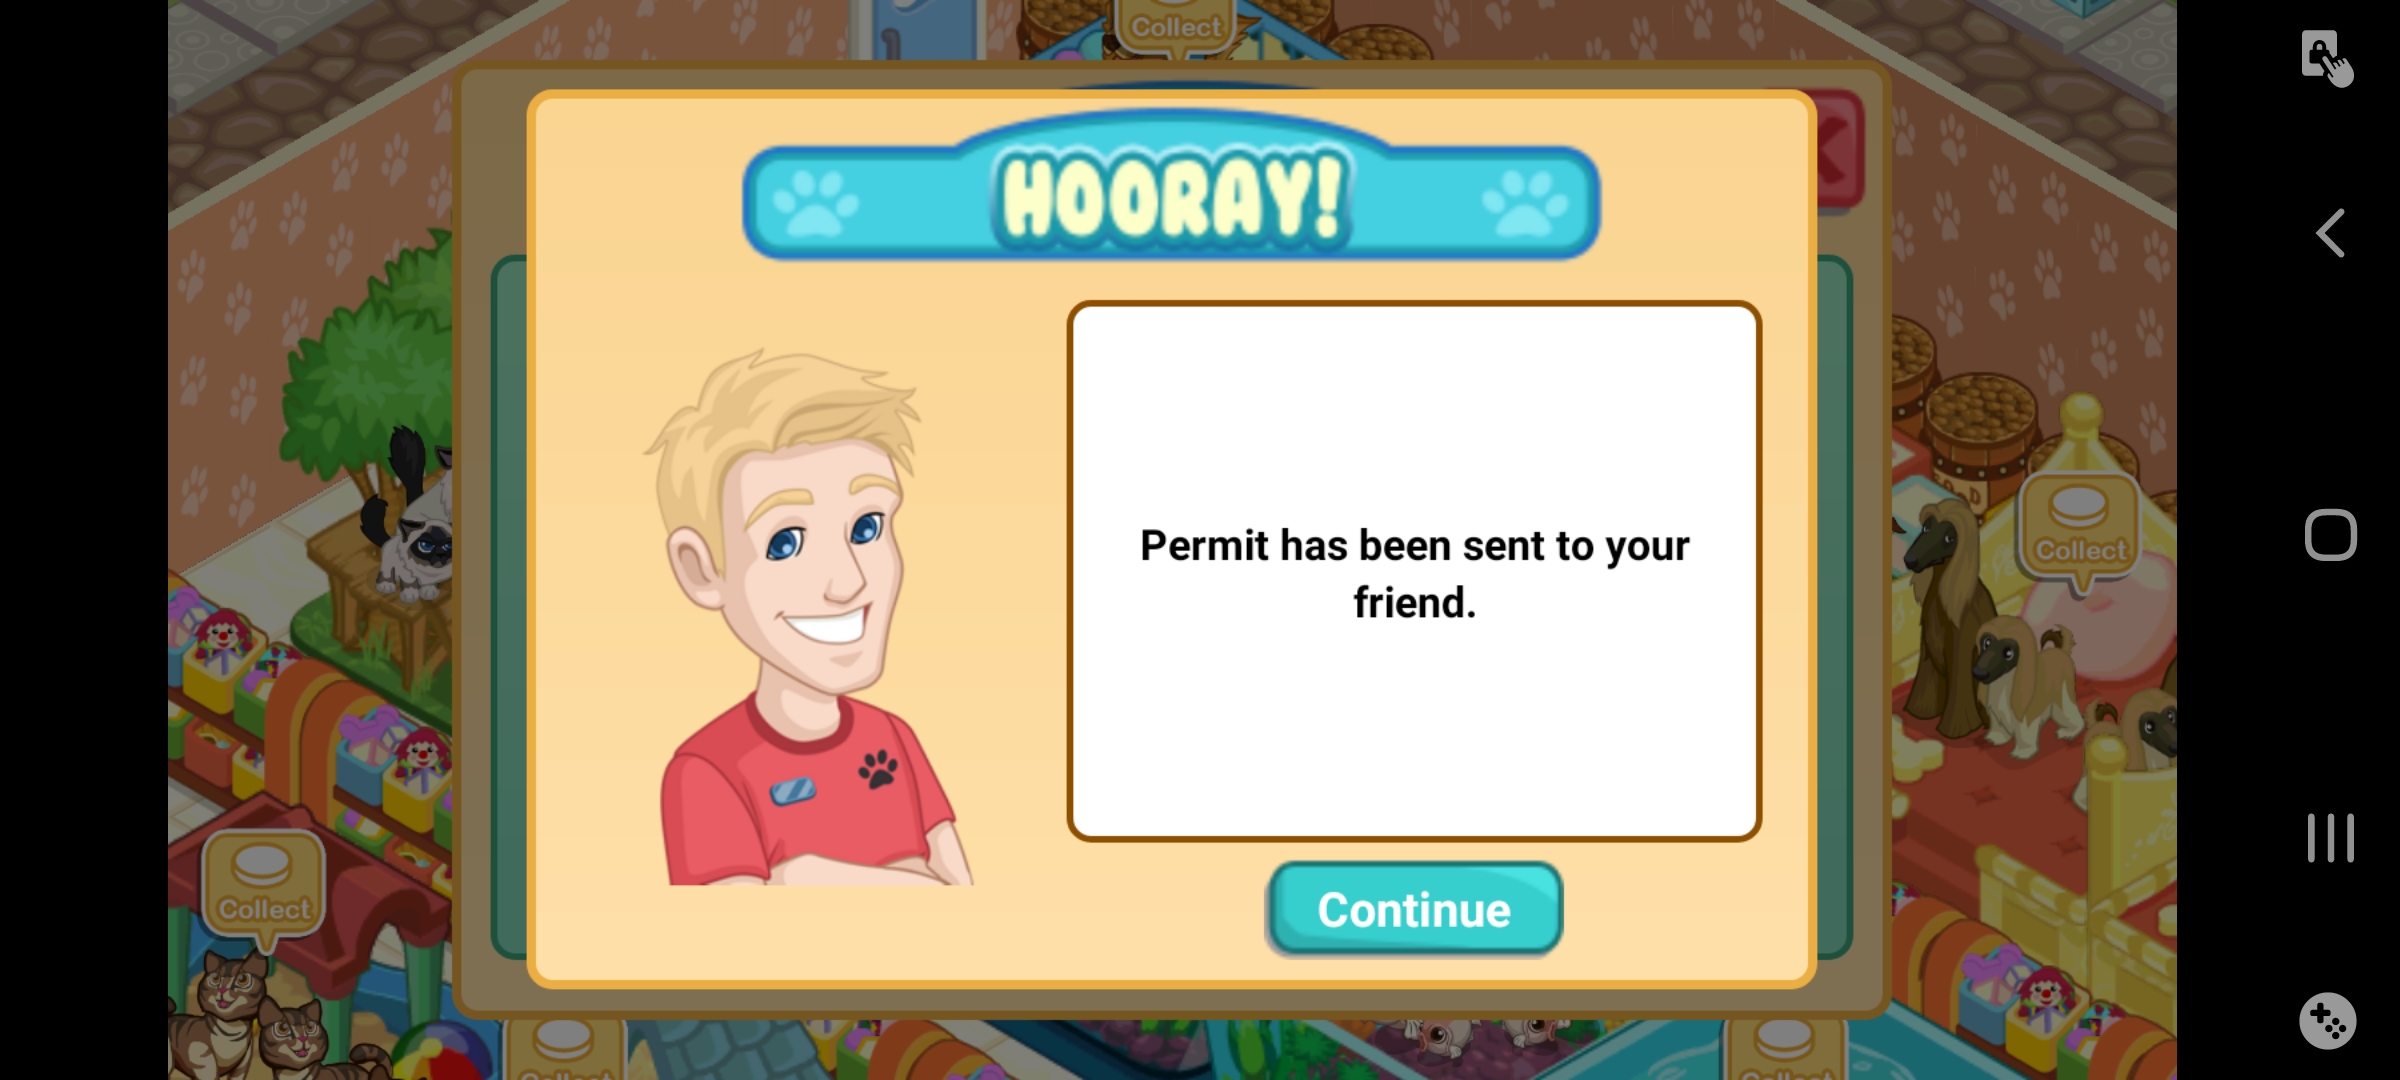 Collect
HOORAY!
Permit has been sent to your
friend.
Collect
Collect
Continue